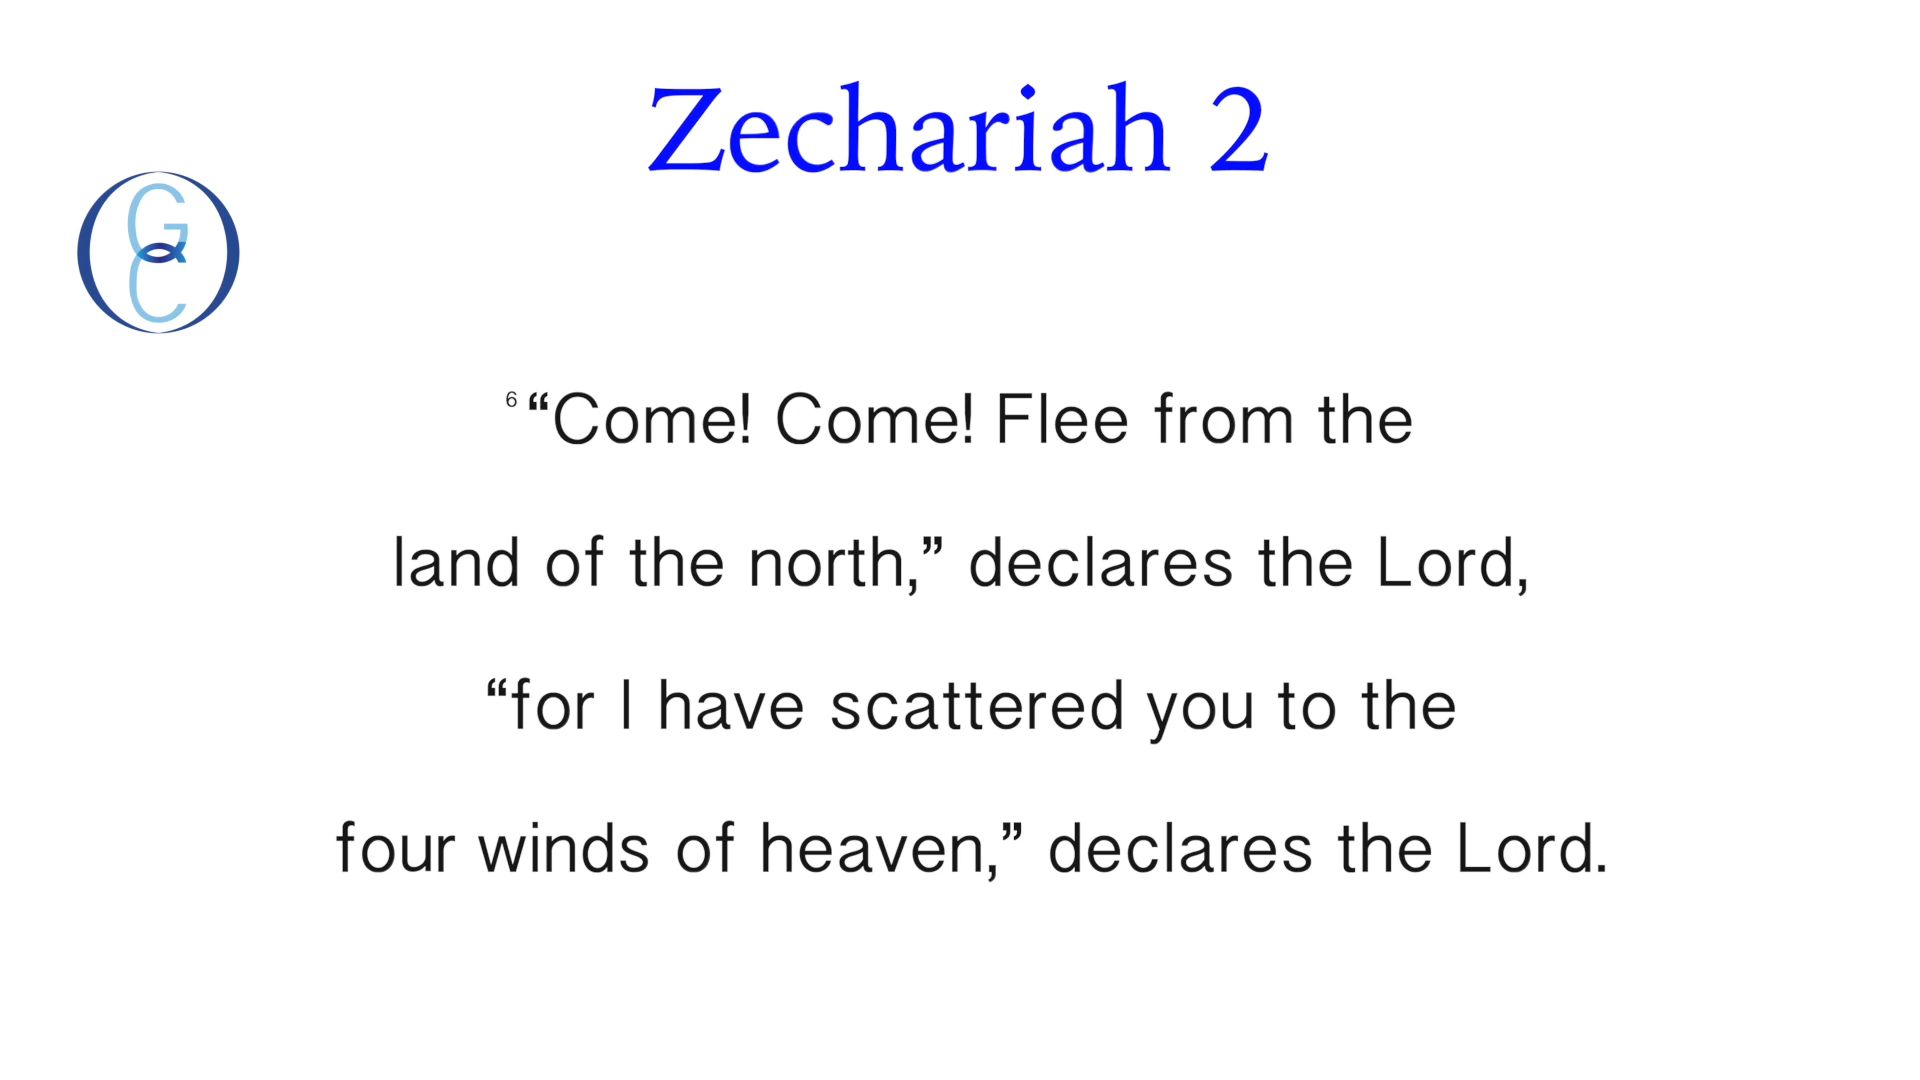 Zechariah 2
GC
6 “Come! Come! Flee from the
land of the north,” declares the Lord,
“for I have scattered you to the
four winds of heaven,” declares the Lord.